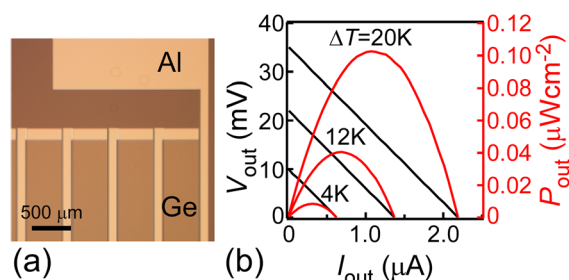 Al
Ge
500 μm
(a)
V_out (mV)
40
30
20
10
0
ΔT=20K
12K
4K
0
1.0
2.0
I_out (μA)
0.12
0.10
0.08
0.06
0.04
0.02
0
P_out (μWcm⁻²)
(b)